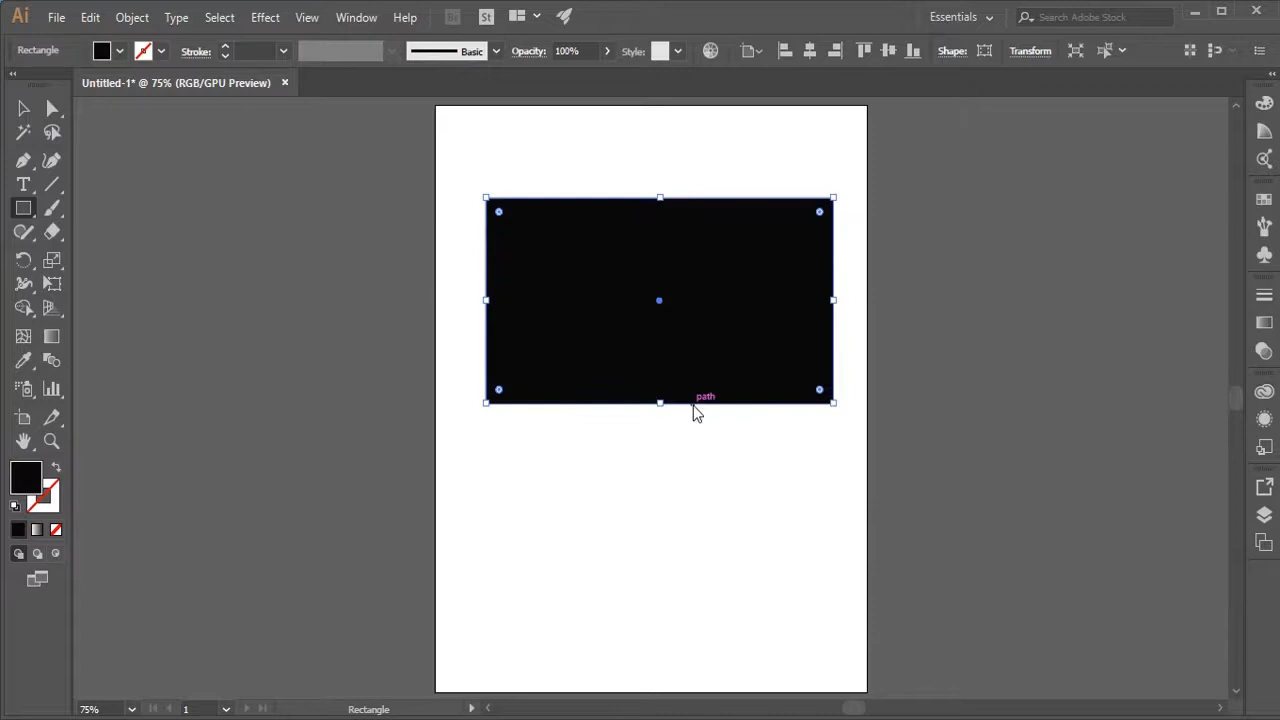 Ai File Edit Object Type Select Effect View Window Help Br St Essentials Search Adobe Stock
Rectangle Stroke: Basic Opacity: 100% Style: Shape: Transform
Untitled-1* @ 75% (RGB/GPU Preview) ×
T
path
75% 1 Rectangle